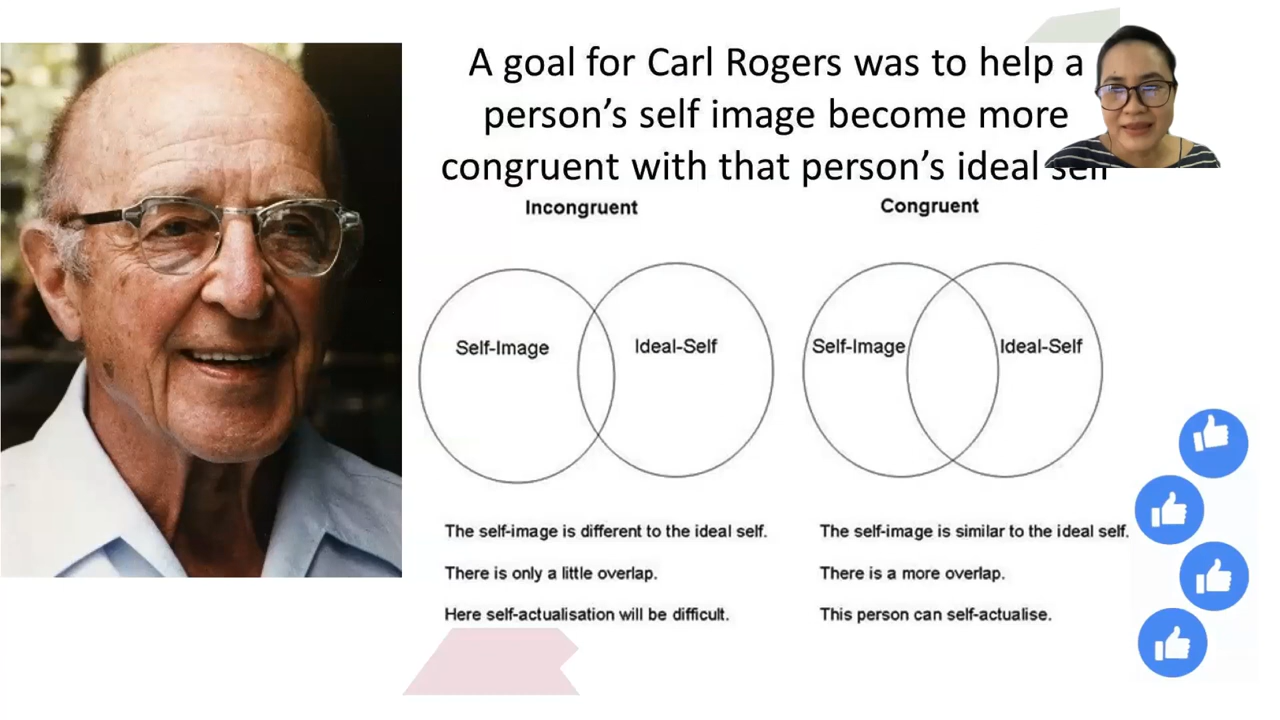 A goal for Carl Rogers was to help a
person's self image become more
congruent with that person's ideal self
Incongruent
Congruent
Self-Image
Ideal-Self
Self-Image
Ideal-Self
The self-image is different to the ideal self.
There is only a little overlap.
Here self-actualisation will be difficult.
The self-image is similar to the ideal self.
There is a more overlap.
This person can self-actualise.